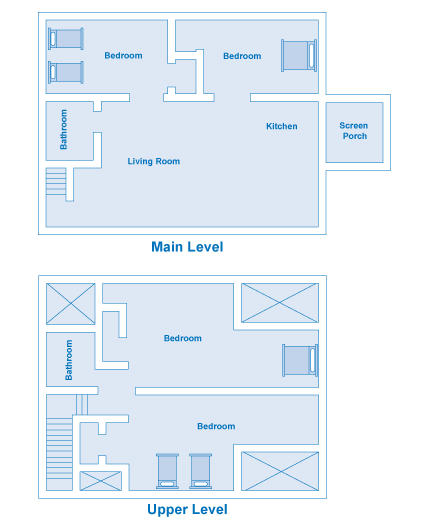 Bedroom
Bedroom
Bathroom
Kitchen
Screen
Porch
Living Room
Main Level
Bedroom
Bathroom
Bedroom
Upper Level